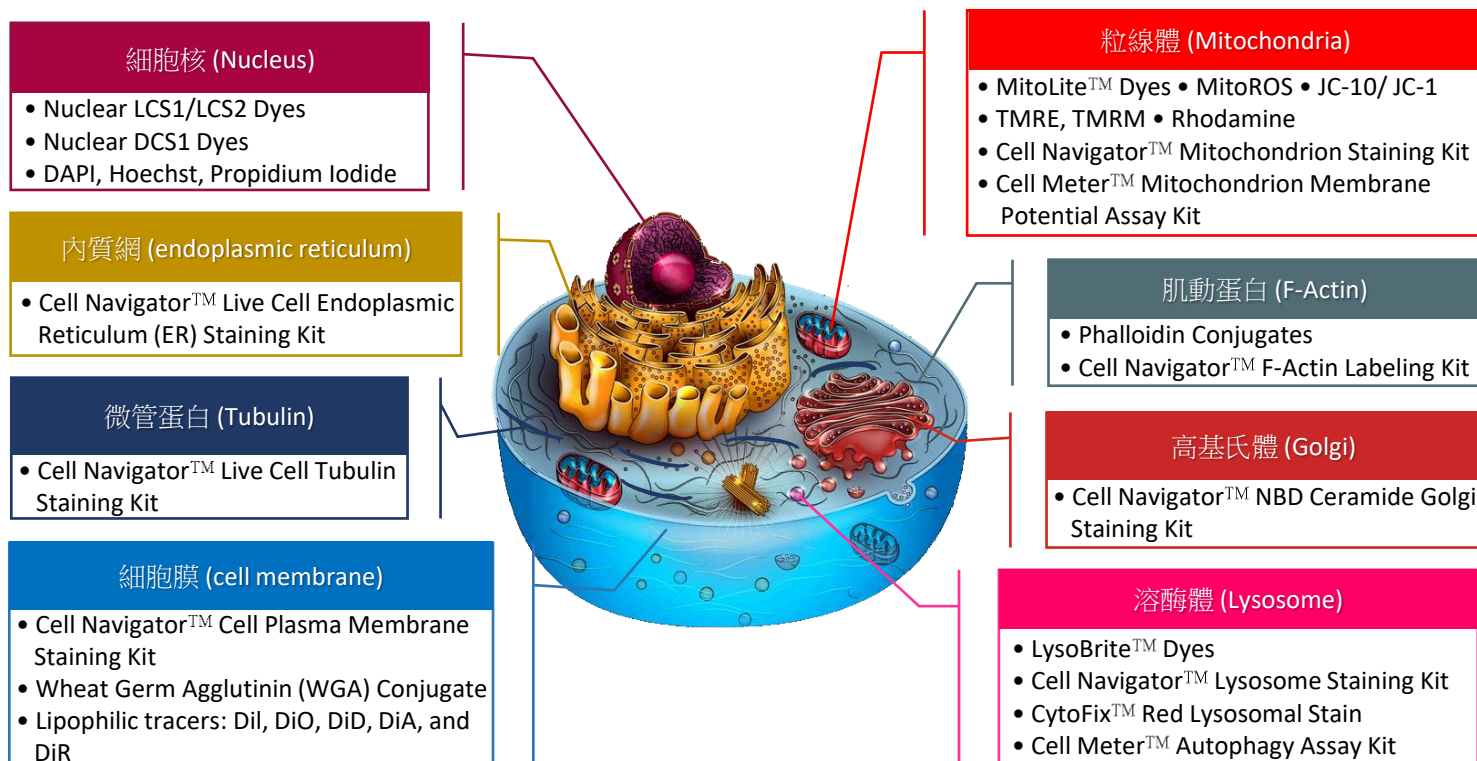 細胞核 (Nucleus)
• Nuclear LCS1/LCS2 Dyes
• Nuclear DCS1 Dyes
• DAPI, Hoechst, Propidium Iodide
內質網 (endoplasmic reticulum)
• Cell Navigator™ Live Cell Endoplasmic
Reticulum (ER) Staining Kit
微管蛋白 (Tubulin)
• Cell Navigator™ Live Cell Tubulin
Staining Kit
細胞膜 (cell membrane)
• Cell Navigator™ Cell Plasma Membrane
Staining Kit
• Wheat Germ Agglutinin (WGA) Conjugate
• Lipophilic tracers: Dil, DiO, DiD, DiA, and
DiR
粒線體 (Mitochondria)
• MitoLite™ Dyes • MitoROS • JC-10/ JC-1
• TMRE, TMRM • Rhodamine
• Cell Navigator™ Mitochondrion Staining Kit
• Cell Meter™ Mitochondrion Membrane
Potential Assay Kit
肌動蛋白 (F-Actin)
• Phalloidin Conjugates
• Cell Navigator™ F-Actin Labeling Kit
高基氏體 (Golgi)
• Cell Navigator™ NBD Ceramide Golgi
Staining Kit
溶酶體 (Lysosome)
• LysoBrite™ Dyes
• Cell Navigator™ Lysosome Staining Kit
• CytoFix™ Red Lysosomal Stain
• Cell Meter™ Autophagy Assay Kit